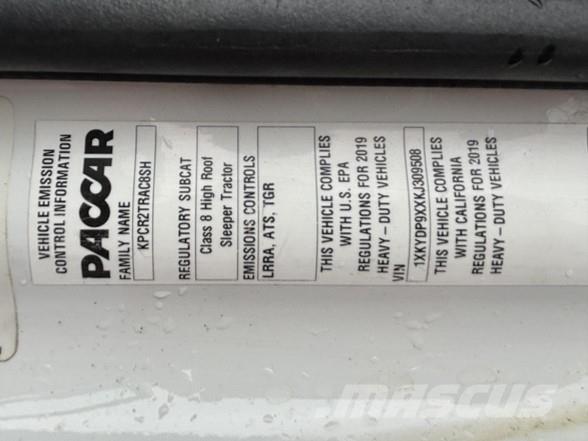 VEHICLE EMISSION
CONTROL INFORMATION
PACCAR
FAMILY NAME
KPCR2TRAC6SH
REGULATORY SUBCAT
Class 8 High Roof
Sleeper Tractor
EMISSIONS CONTROLS
LRRA, ATS, TGR
THIS VEHICLE COMPLIES
WITH U.S. EPA
REGULATIONS FOR 2019
HEAVY - DUTY VEHICLES
VIN
1XKYDP9XXKJ309508
THIS VEHICLE COMPLIES
WITH CALIFORNIA
REGULATIONS FOR 2019
HEAVY - DUTY VEHICLES
MASCUS